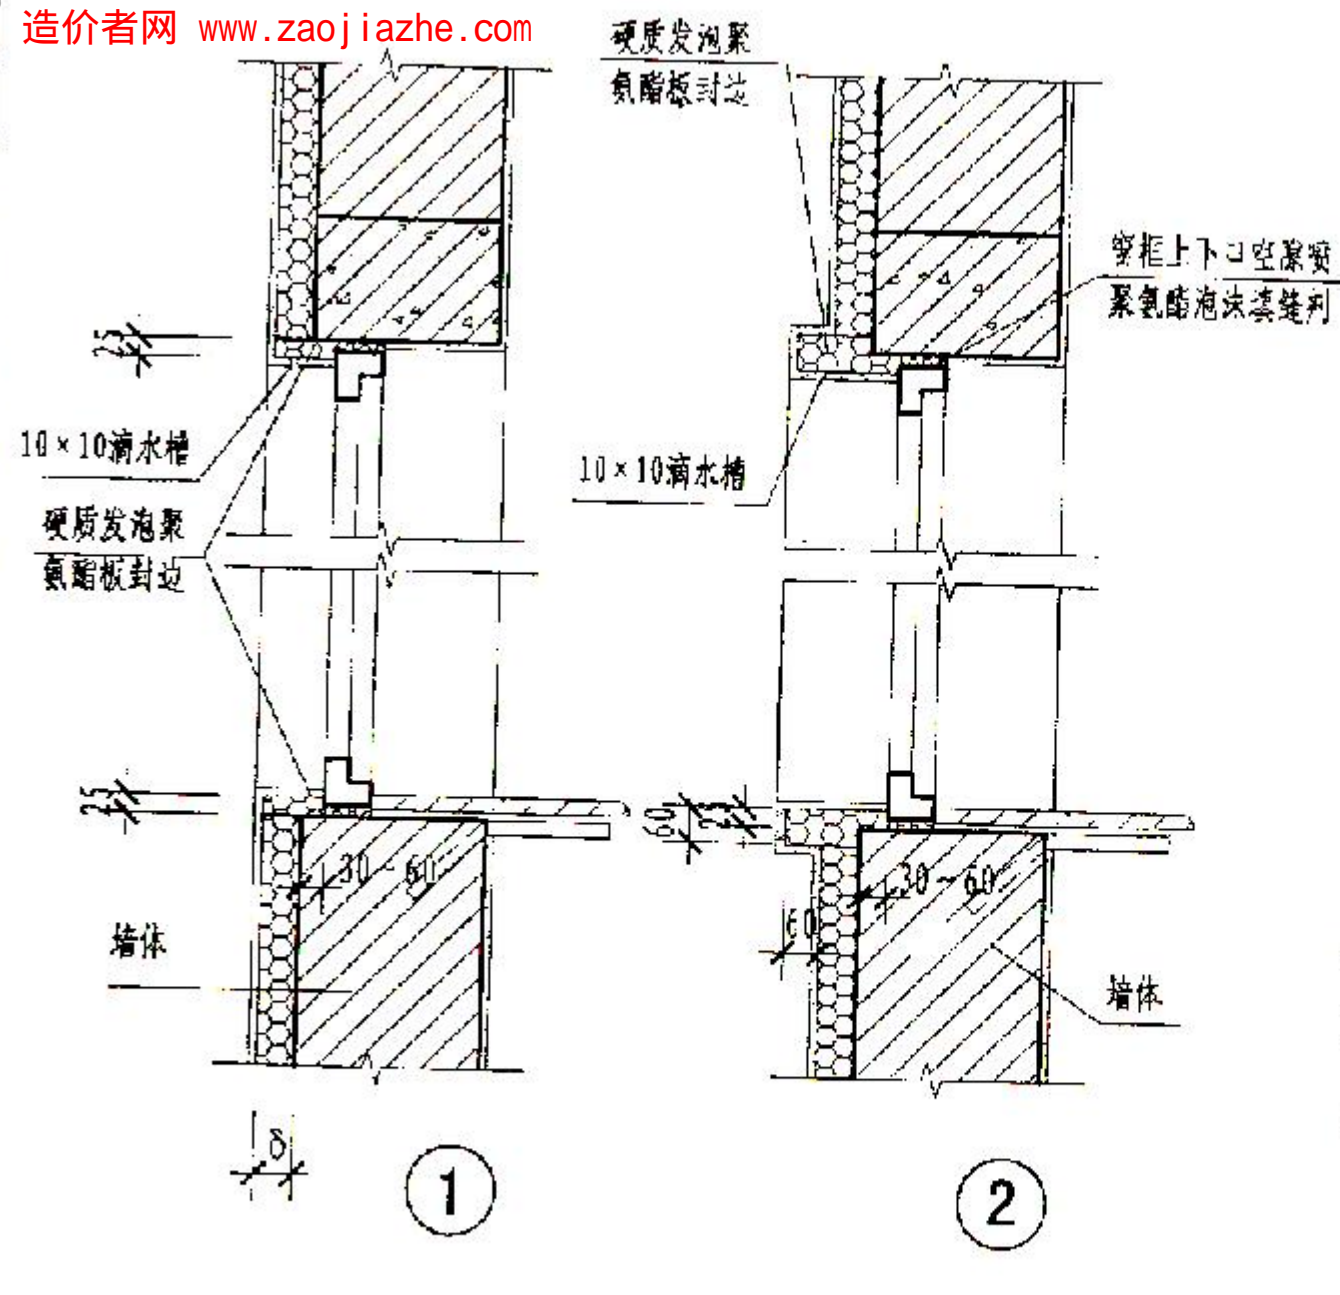 造价者网 www.zaojiazhe.com
硬质发泡聚
氨酯板封边
窗框上下口空隙喷
聚氨酯泡沫填缝剂
25
10×10滴水槽
10×10滴水槽
硬质发泡聚
氨酯板封边
25
60
25
30~60
30~60
60
墙体
墙体
δ
1
2